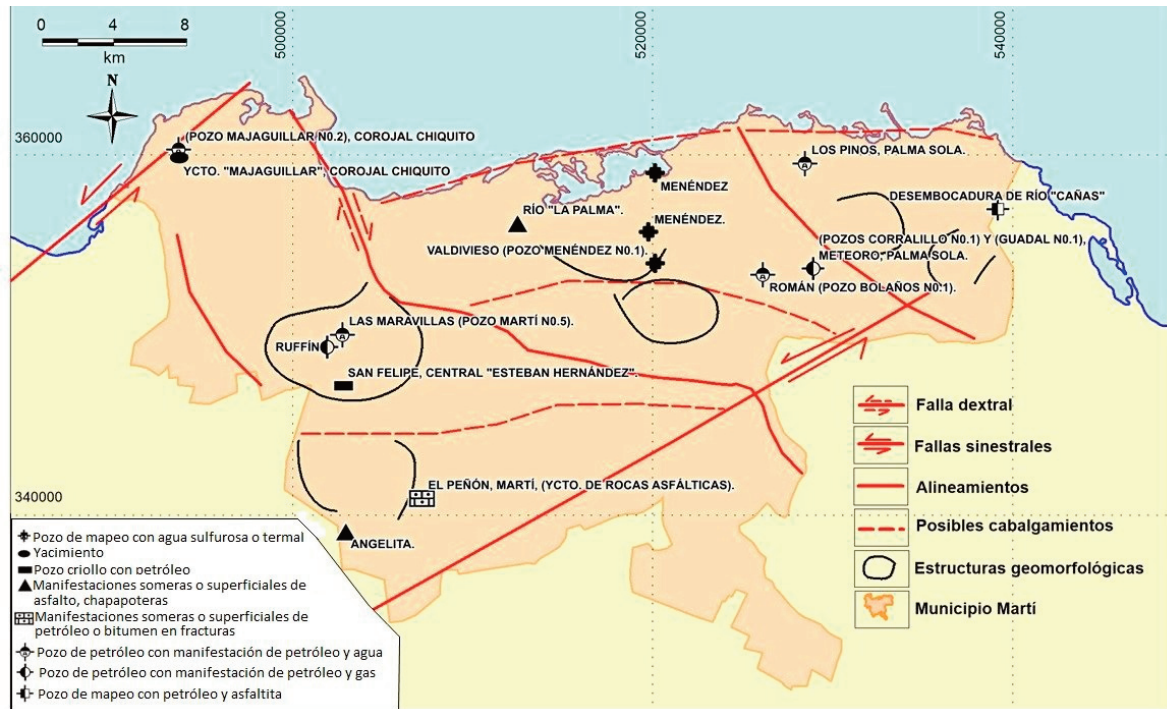 0 4 8
km
N
500000
520000
540000
360000
340000
(POZO MAJAGUILLAR N0.2), COROJAL CHIQUITO
YCTO. "MAJAGUILLAR", COROJAL CHIQUITO
LOS PINOS, PALMA SOLA.
MENÉNDEZ
DESEMBOCADURA DE RÍO "CAÑAS"
RÍO "LA PALMA".
MENÉNDEZ.
VALDIVIESO (POZO MENÉNDEZ N0.1).
(POZOS CORRALILLO N0.1) Y (GUADAL N0.1),
METEORO, PALMA SOLA.
ROMÁN (POZO BOLAÑOS N0.1).
LAS MARAVILLAS (POZO MARTÍ N0.5).
RUFFÍN
SAN FELIPE, CENTRAL "ESTEBAN HERNÁNDEZ".
EL PEÑÓN, MARTÍ, (YCTO. DE ROCAS ASFÁLTICAS).
ANGELITA.
Falla dextral
Fallas sinestrales
Alineamientos
Posibles cabalgamientos
Estructuras geomorfológicas
Municipio Martí
Pozo de mapeo con agua sulfurosa o termal
Yacimiento
Pozo criollo con petróleo
Manifestaciones someras o superficiales de
asfalto, chapapoteras
Manifestaciones someras o superficiales de
petróleo o bitumen en fracturas
Pozo de petróleo con manifestación de petróleo y agua
Pozo de petróleo con manifestación de petróleo y gas
Pozo de mapeo con petróleo y asfaltita